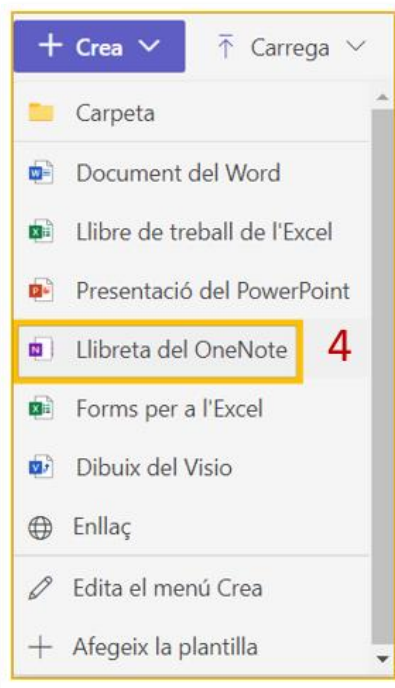 + Crea Carrega
Carpeta
Document del Word
Llibre de treball de l'Excel
Presentació del PowerPoint
Llibreta del OneNote 4
Forms per a l'Excel
Dibuix del Visio
Enllaç
Edita el menú Crea
+ Afegeix la plantilla